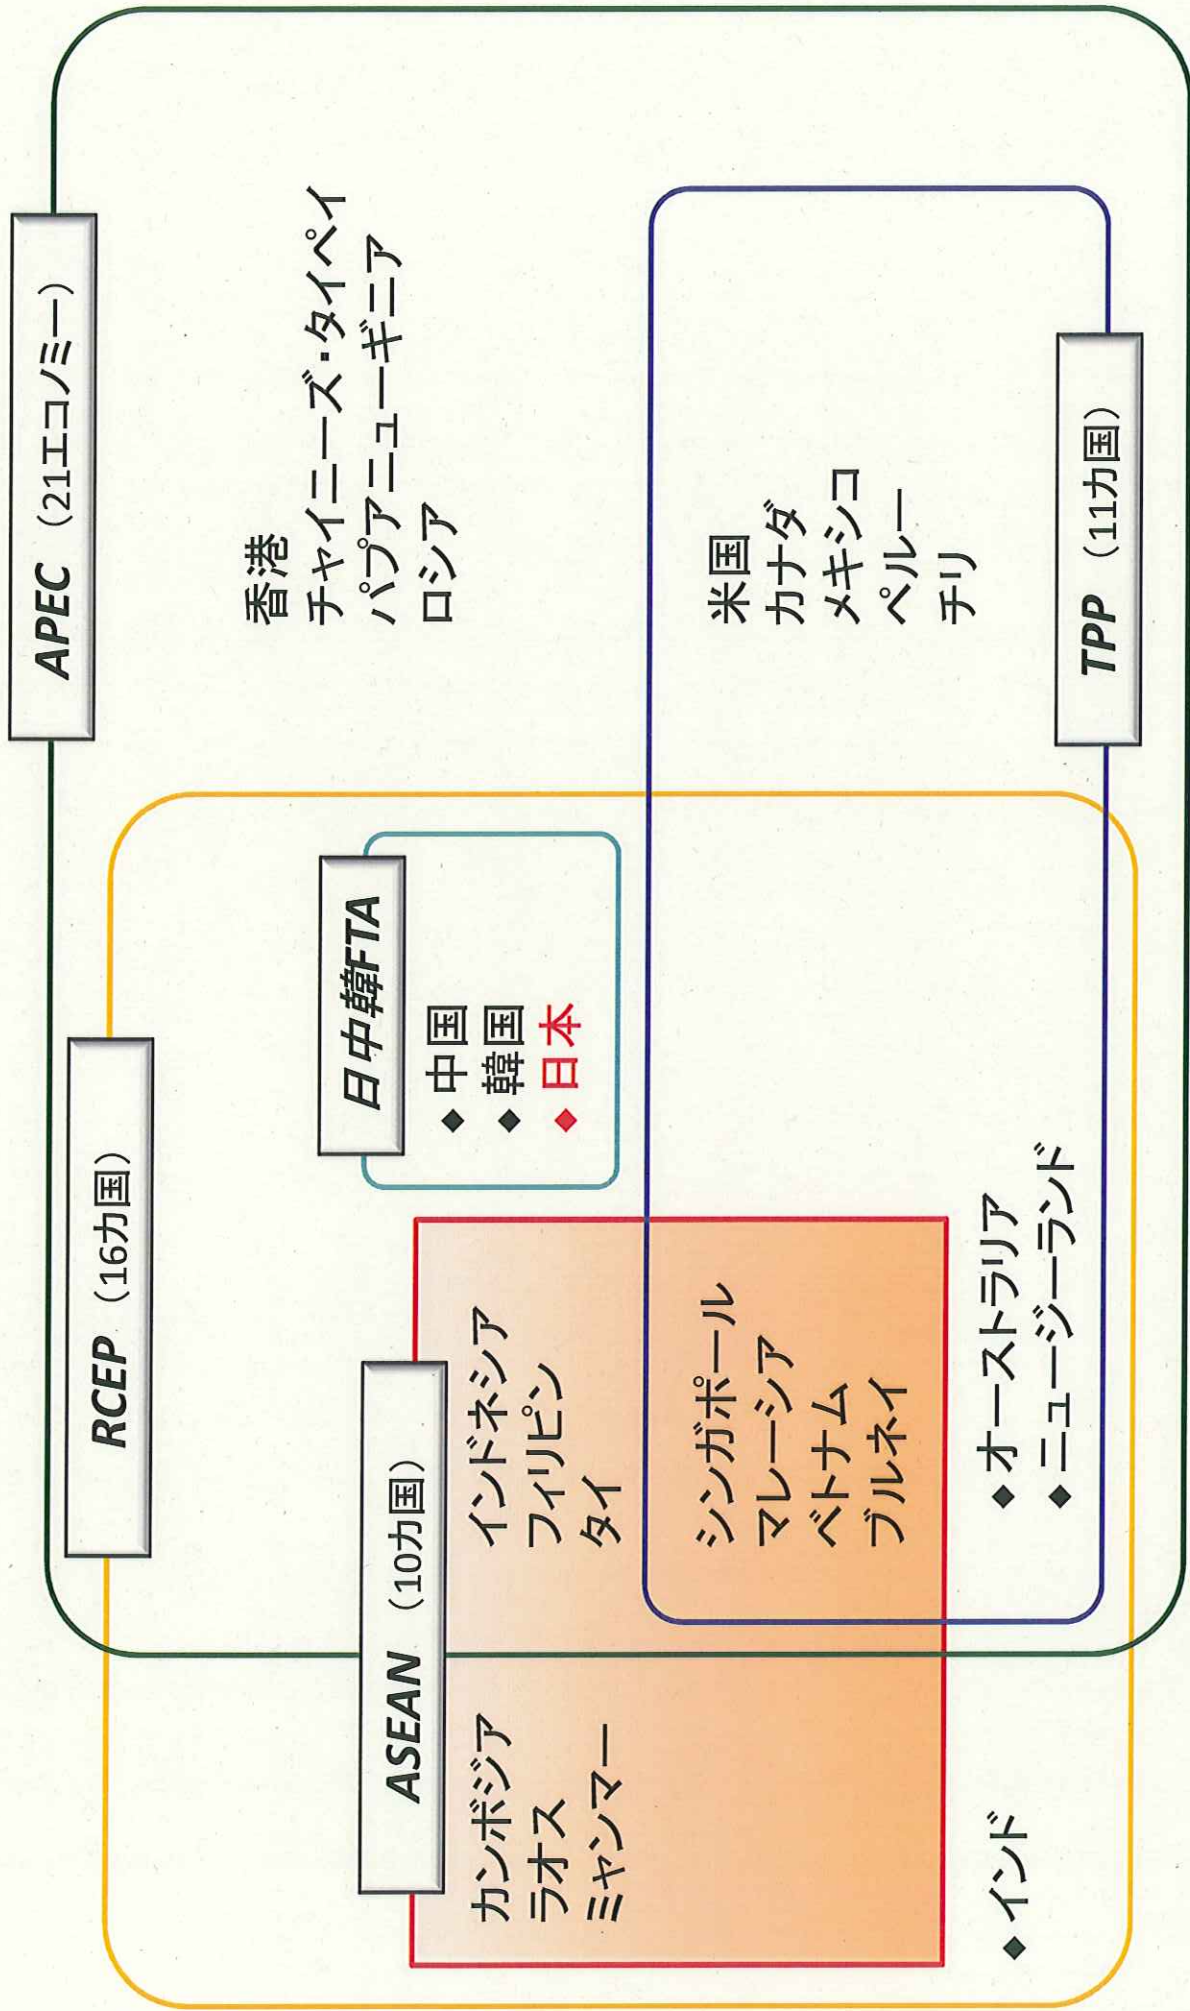 APEC（21エコノミー）
RCEP（16カ国）
香港
チャイニーズ・タイペイ
パプアニューギニア
ロシア
日中韓FTA
◆中国
◆韓国
◆日本
ASEAN（10カ国）
カンボジア
ラオス
ミャンマー
インドネシア
フィリピン
タイ
シンガポール
マレーシア
ベトナム
ブルネイ
米国
カナダ
メキシコ
ペルー
チリ
◆インド
◆オーストラリア
◆ニュージーランド
TPP（11カ国）